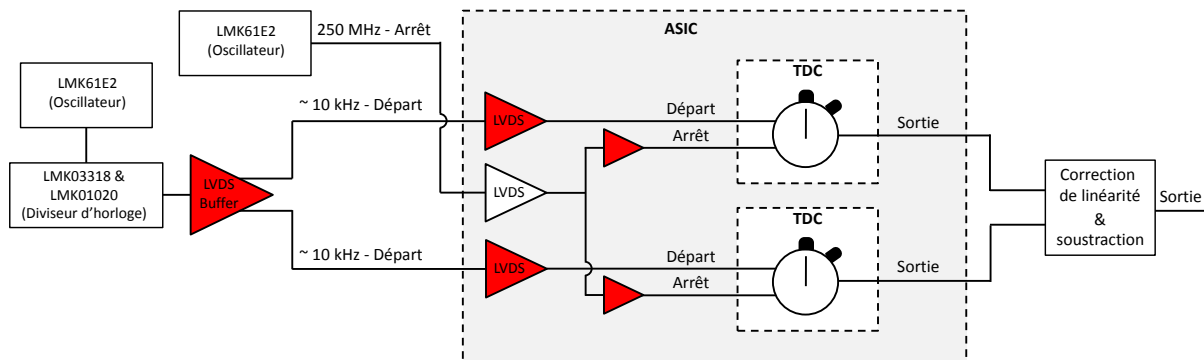 LMK61E2
(Oscillateur)
250 MHz - Arrêt
ASIC
LMK61E2
(Oscillateur)
~ 10 kHz - Départ
LVDS
Départ
Arrêt
TDC
Sortie
LMK03318 &
LMK01020
(Diviseur d’horloge)
LVDS
Buffer
LVDS
Correction
de linéarité
&
soustraction
Sortie
~ 10 kHz - Départ
LVDS
Départ
Arrêt
TDC
Sortie